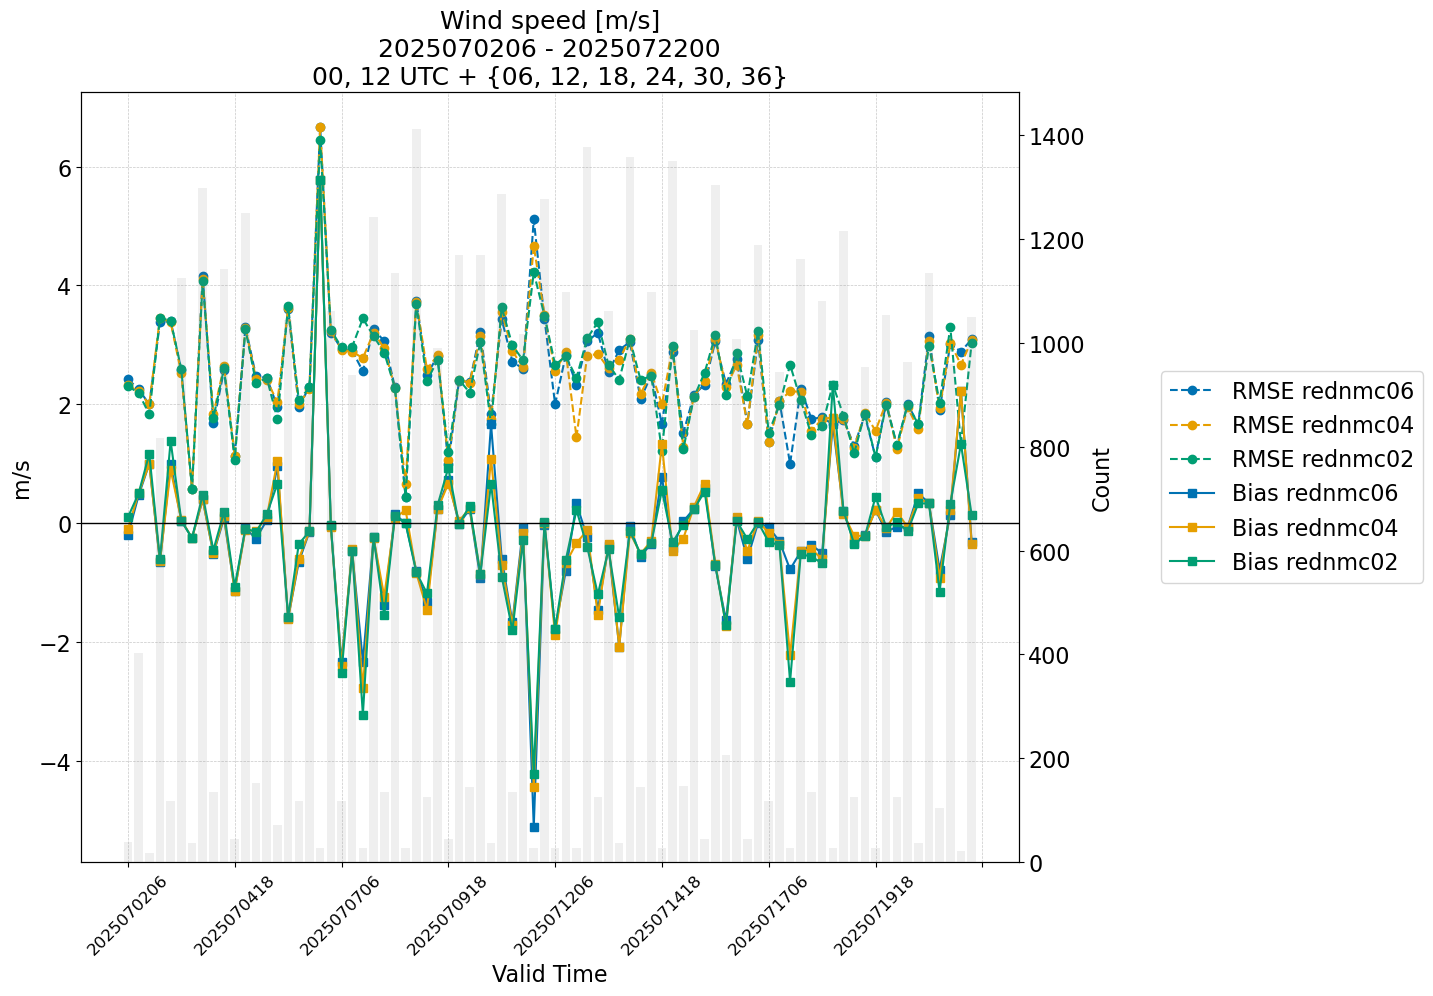 Wind speed [m/s]
2025070206 - 2025072200
00, 12 UTC + {06, 12, 18, 24, 30, 36}
6
4
2
0
−2
−4
m/s
1400
1200
1000
800
600
400
200
0
Count
2025070206
2025070418
2025070706
2025070918
2025071206
2025071418
2025071706
2025071918
Valid Time
RMSE rednmc06
RMSE rednmc04
RMSE rednmc02
Bias rednmc06
Bias rednmc04
Bias rednmc02